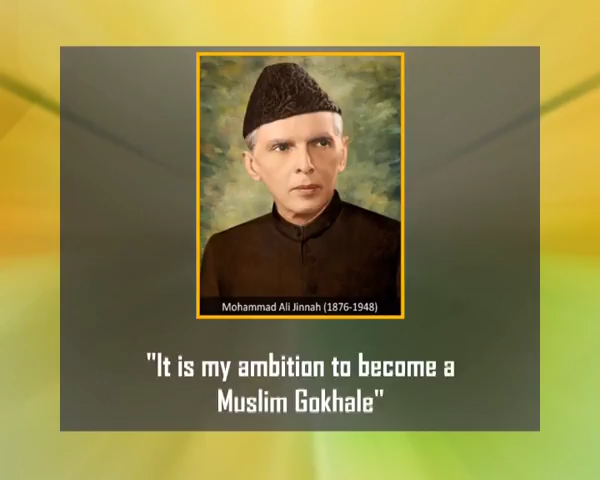 Mohammad Ali Jinnah (1876-1948)
"It is my ambition to become a
Muslim Gokhale"